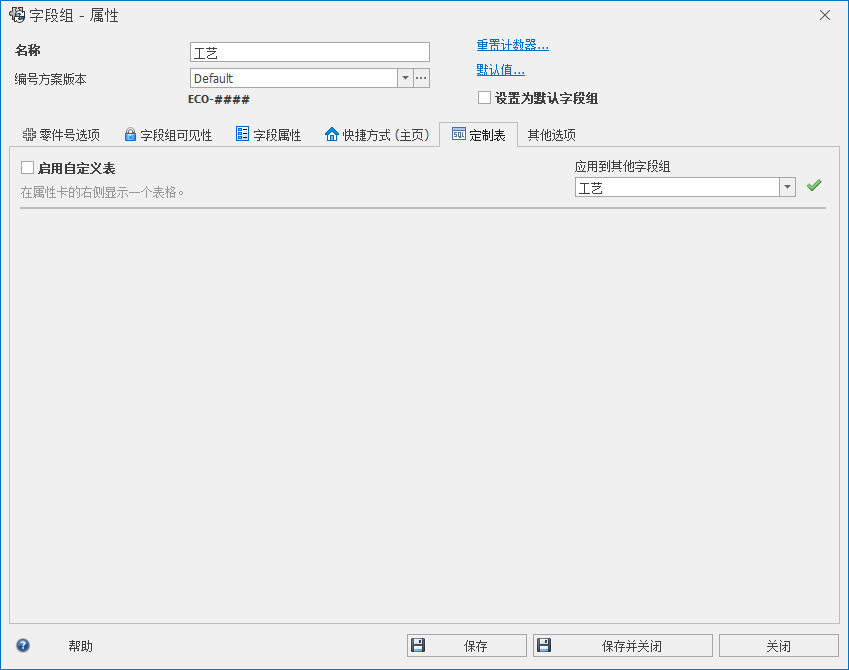 字段组 - 属性
名称
工艺
重置计数器...
编号方案版本
Default
默认值...
ECO-####
设置为默认字段组
零件号选项
字段组可见性
字段属性
快捷方式 (主页)
SQL
定制表
其他选项
启用自定义表
应用到其他字段组
在属性卡的右侧显示一个表格。
工艺
帮助
保存
保存并关闭
关闭